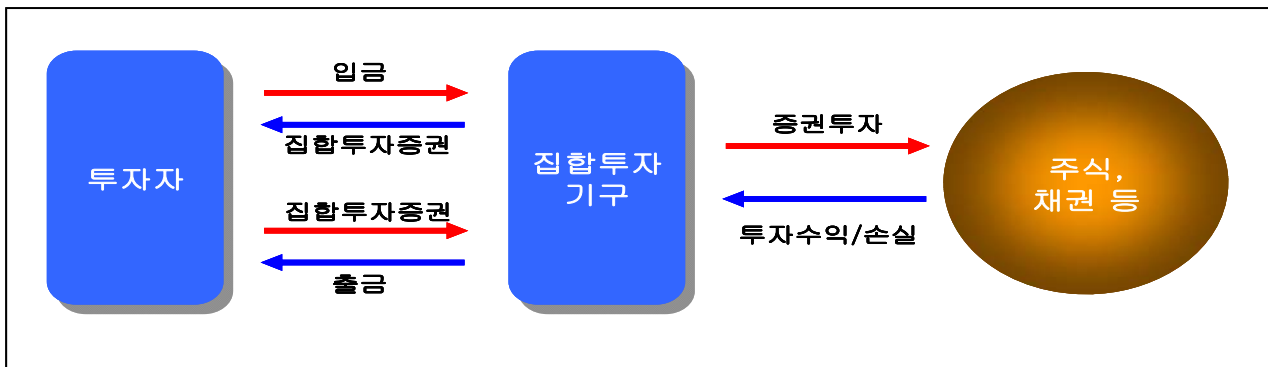 투자자
입금
집합투자증권
집합투자증권
출금
집합투자
기구
증권투자
투자수익/손실
주식,
채권 등